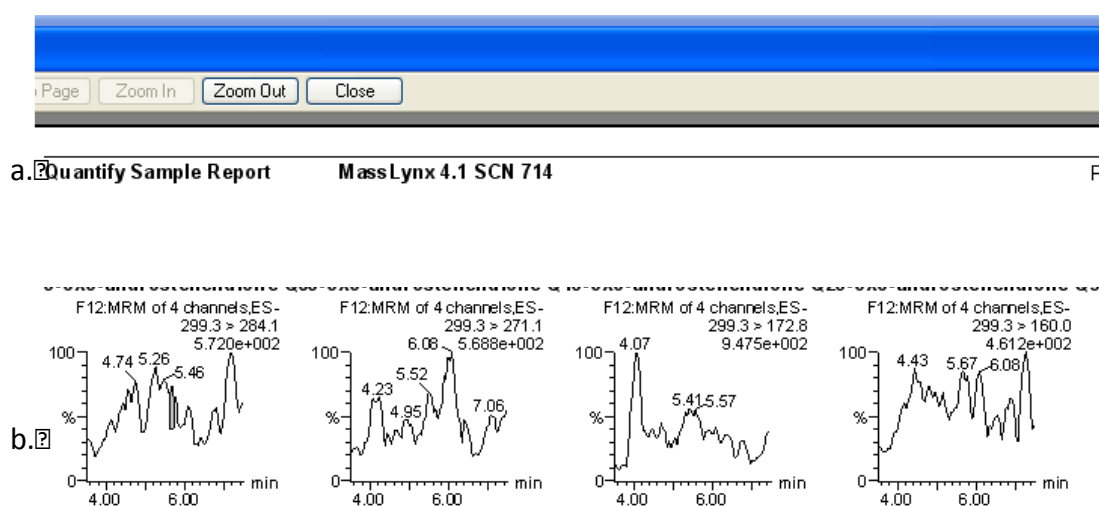 Page Zoom In Zoom Out Close
a. Quantify Sample Report MassLynx 4.1 SCN 714
F12:MRM of 4 channels,ES- F12:MRM of 4 channels,ES- F12:MRM of 4 channels,ES- F12:MRM of 4 channels,ES-
299.3 > 284.1 299.3 > 271.1 299.3 > 172.8 299.3 > 160.0
5.720e+002 5.688e+002 9.475e+002 4.612e+002
100 4.74 5.26 5.46 100 4.23 4.95 5.52 6.08 7.06 100 4.07 5.41 5.57 100 4.43 5.67 6.08
b. % % % %
0 min 0 min 0 min 0 min
4.00 6.00 4.00 6.00 4.00 6.00 4.00 6.00